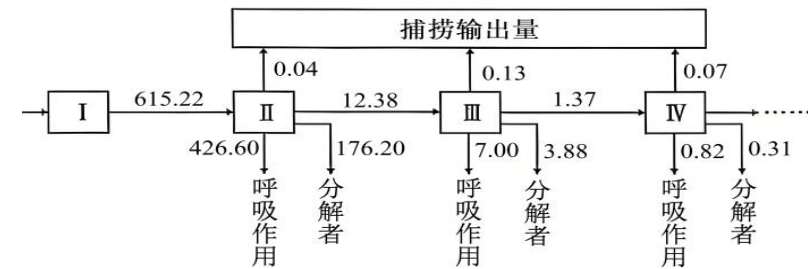 捕捞输出量
0.04
0.13
0.07
Ⅰ
615.22
Ⅱ
12.38
Ⅲ
1.37
Ⅳ
······
426.60
176.20
7.00
3.88
0.82
0.31
呼吸作用
分解者
呼吸作用
分解者
呼吸作用
分解者